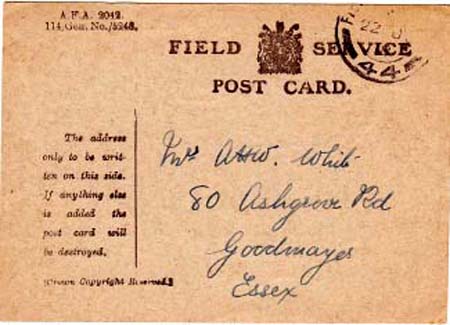 A.F.A. 2042.
114/Gen. No./5248.
FIELD SERVICE
POST CARD.
22
44
The address
only to be writ-
ten on this side.
If anything else
is added the
post card will
be destroyed.
[Crown Copyright Reserved.]
Mrs White
80 Ashgrove Rd
Goodmayes
Essex